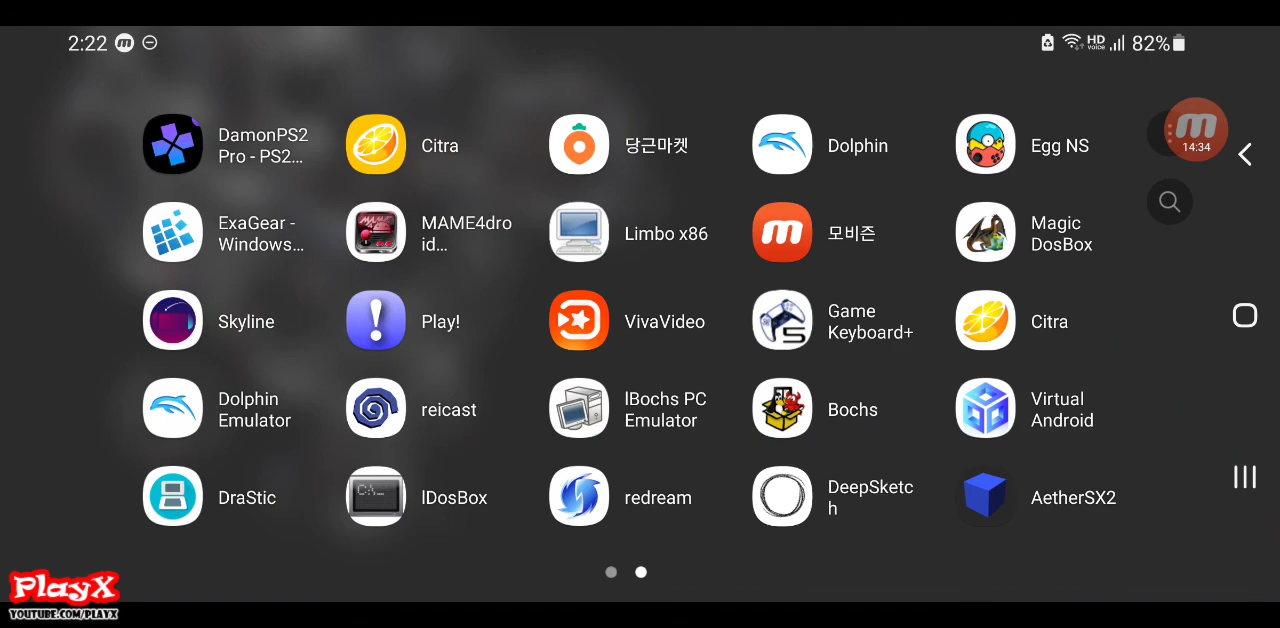 2:22
HD
voice
82%
DamonPS2
Pro - PS2...
Citra
당근마켓
Dolphin
Egg NS
14:34
ExaGear -
Windows...
MAME4dro
id...
Limbo x86
모비즌
Magic
DosBox
Skyline
Play!
VivaVideo
Game
Keyboard+
Citra
Dolphin
Emulator
reicast
lBochs PC
Emulator
Bochs
Virtual
Android
DraStic
lDosBox
redream
DeepSketc
h
AetherSX2
PlayX
YOUTUBE.COM/PLAYX